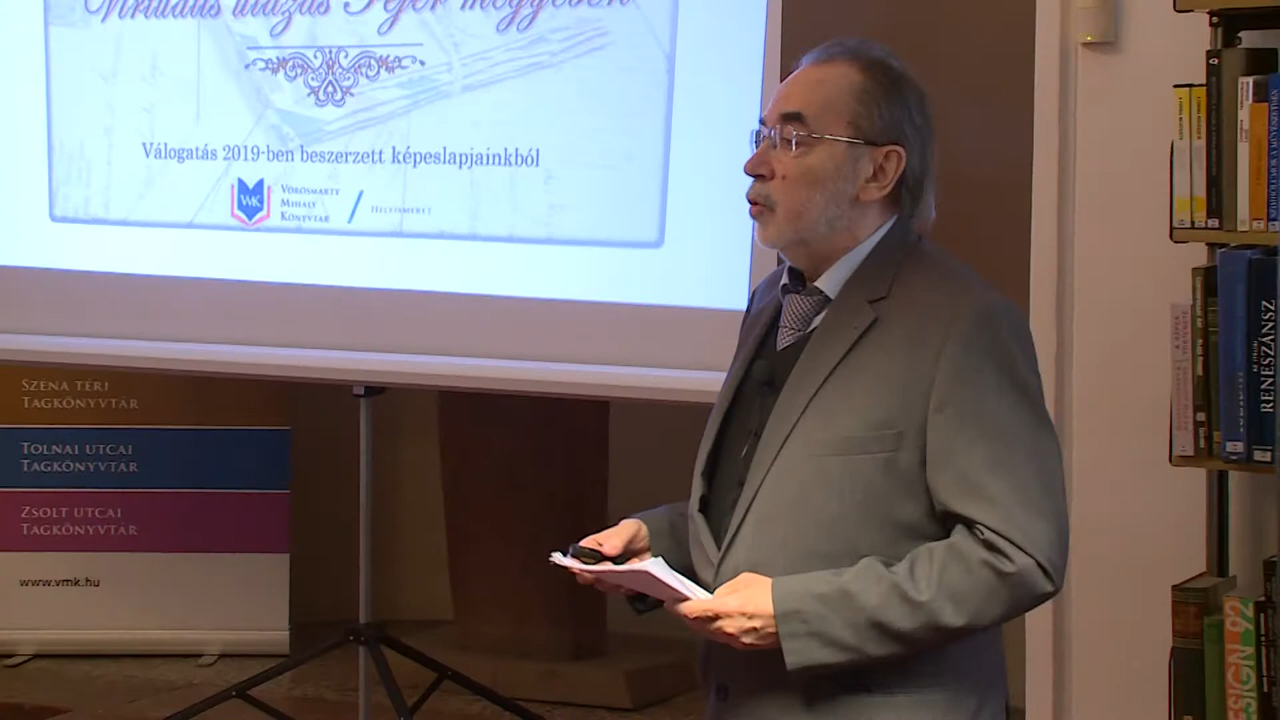 Virtuális utazás Fejér megyében
Válogatás 2019-ben beszerzett képeslapjainkból
VMK
Vörösmarty
Mihály
Könyvtár
/
Helyismeret
Széna téri
Tagkönyvtár
Tolnai utcai
Tagkönyvtár
Zsolt utcai
Tagkönyvtár
www.vmk.hu
RENESZÁNSZ
DESIGN 92